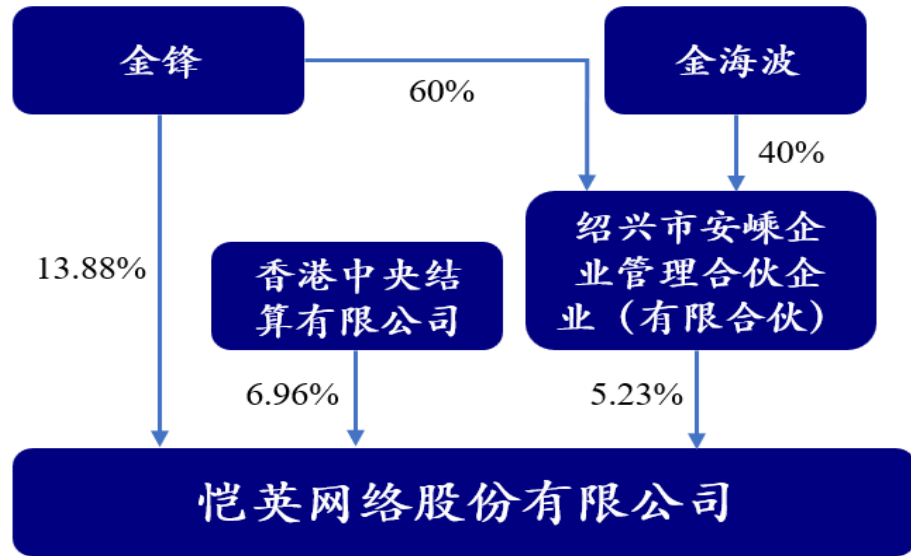 金锋
金海波
60%
40%
13.88%
香港中央结
算有限公司
绍兴市安嵊企
业管理合伙企
业（有限合伙）
6.96%
5.23%
恺英网络股份有限公司